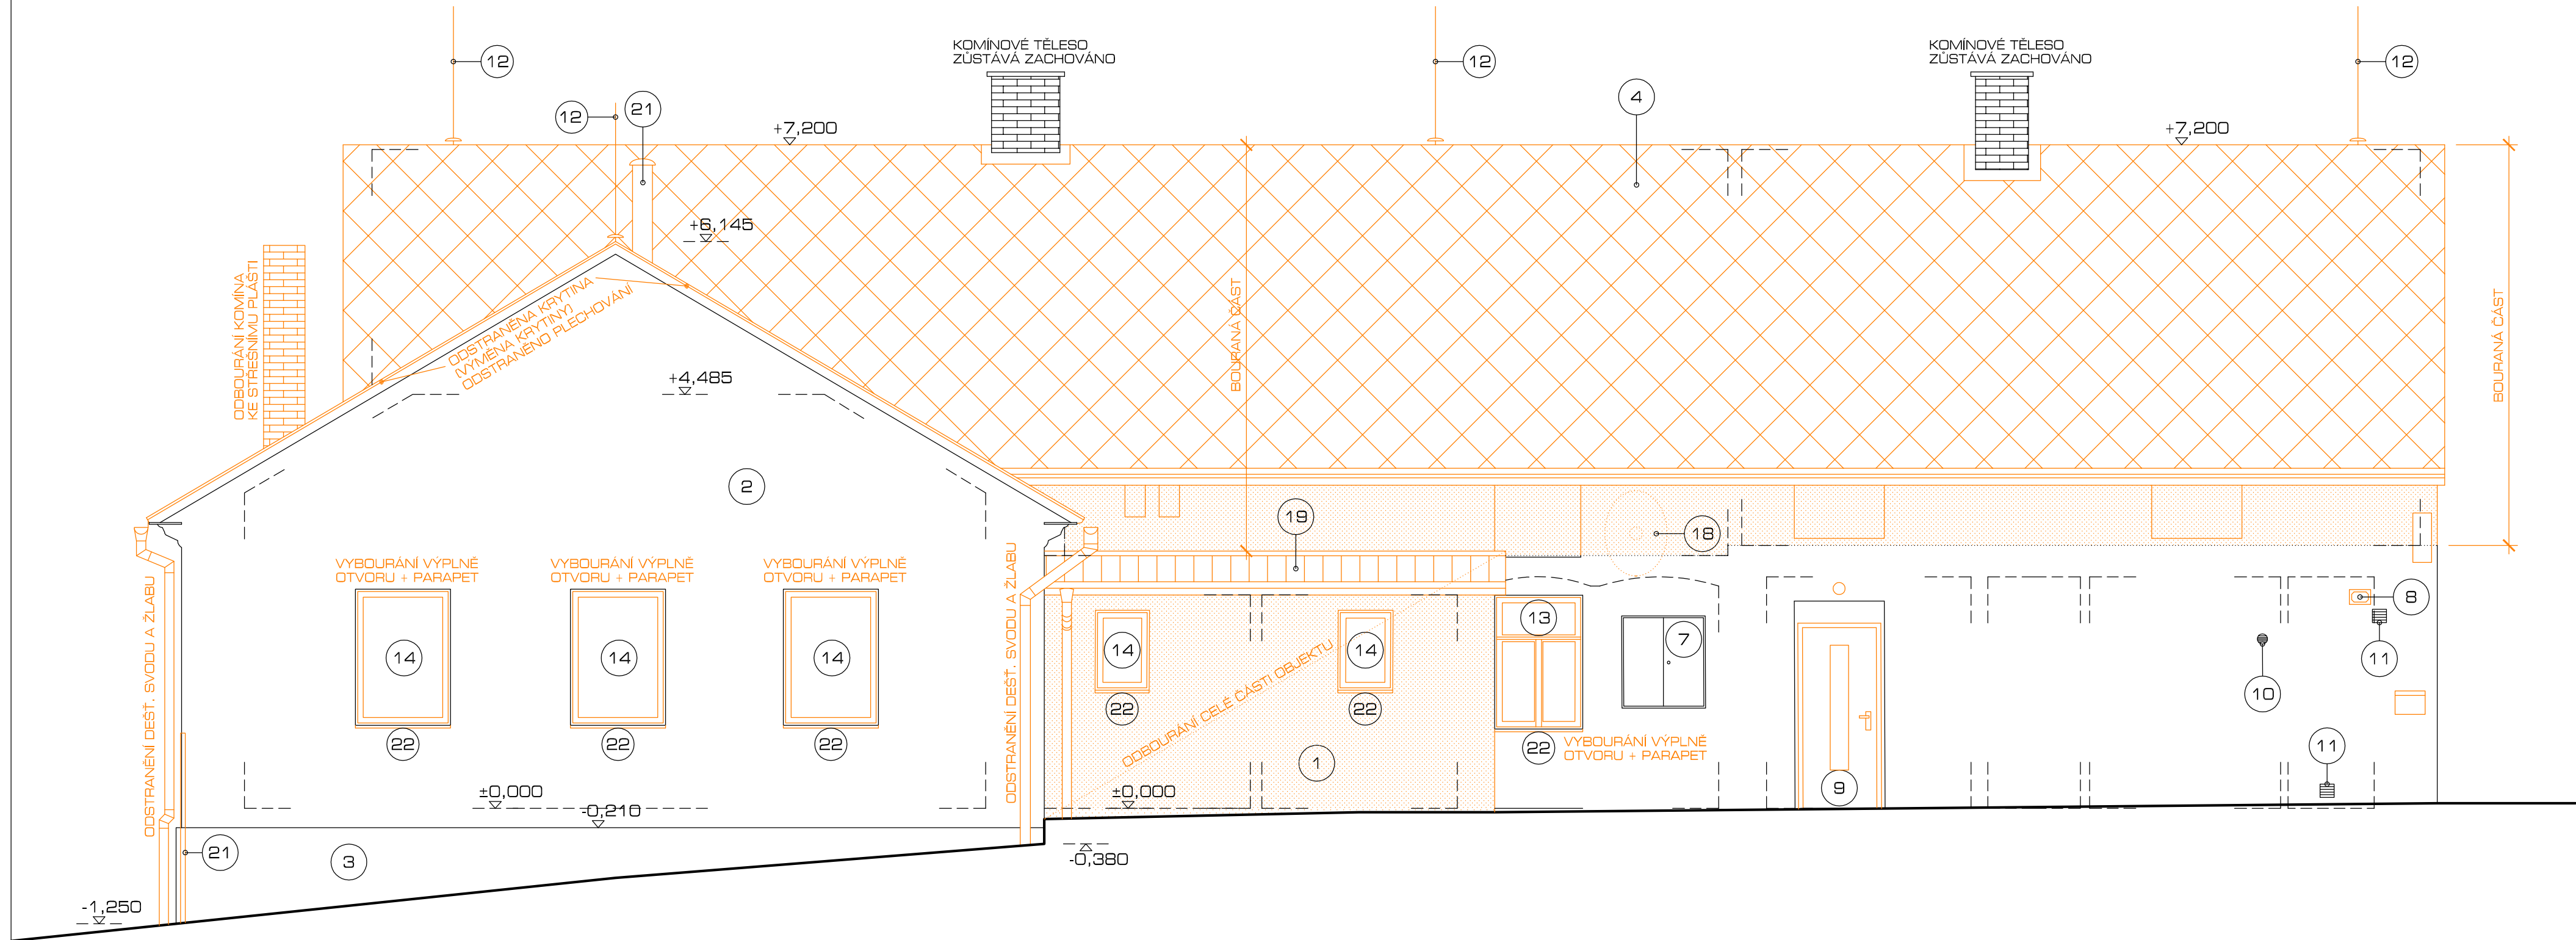 KOMÍNOVÉ TĚLESO
ZŮSTÁVÁ ZACHOVÁNO
KOMÍNOVÉ TĚLESO
ZŮSTÁVÁ ZACHOVÁNO
12
12
12
12
21
4
+7,200
+7,200
+6,145
ODBOURÁNÍ KOMÍNA
KE STŘEŠNÍMU PLÁŠTI
ODSTRANĚNA KRYTINA
(VÝMĚNA KRYTINY)
ODSTRANĚNO PLECHOVÁNÍ
BOURANÁ ČÁST
BOURANÁ ČÁST
+4,485
2
19
18
VYBOURÁNÍ VÝPLNĚ
OTVORU + PARAPET
VYBOURÁNÍ VÝPLNĚ
OTVORU + PARAPET
VYBOURÁNÍ VÝPLNĚ
OTVORU + PARAPET
ODSTRANĚNÍ DEŠŤ. SVODU A ŽLABU
ODSTRANĚNÍ DEŠŤ. SVODU A ŽLABU
14
14
14
14
14
13
7
8
11
10
22
22
22
22
22
22
VYBOURÁNÍ VÝPLNĚ
OTVORU + PARAPET
ODBOURÁNÍ CELÉ ČÁSTI OBJEKTU
1
9
11
±0,000
±0,000
-0,210
21
3
-0,380
-1,250